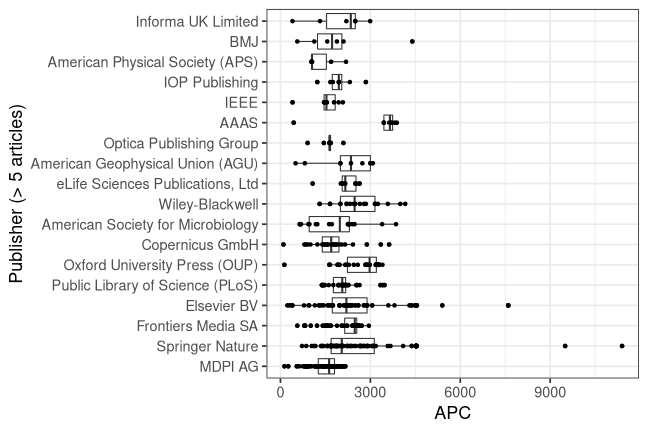 Publisher (> 5 articles)
Informa UK Limited
BMJ
American Physical Society (APS)
IOP Publishing
IEEE
AAAS
Optica Publishing Group
American Geophysical Union (AGU)
eLife Sciences Publications, Ltd
Wiley-Blackwell
American Society for Microbiology
Copernicus GmbH
Oxford University Press (OUP)
Public Library of Science (PLoS)
Elsevier BV
Frontiers Media SA
Springer Nature
MDPI AG
0 3000 6000 9000
APC